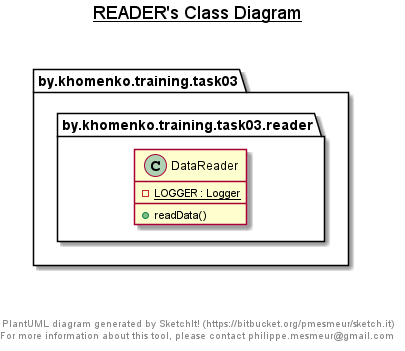 READER's Class Diagram
by.khomenko.training.task03
by.khomenko.training.task03.reader
C DataReader
LOGGER : Logger
readData()
PlantUML diagram generated by SketchIt! (https://bitbucket.org/pmesmeur/sketch.it)
For more information about this tool, please contact philippe.mesmeur@gmail.com